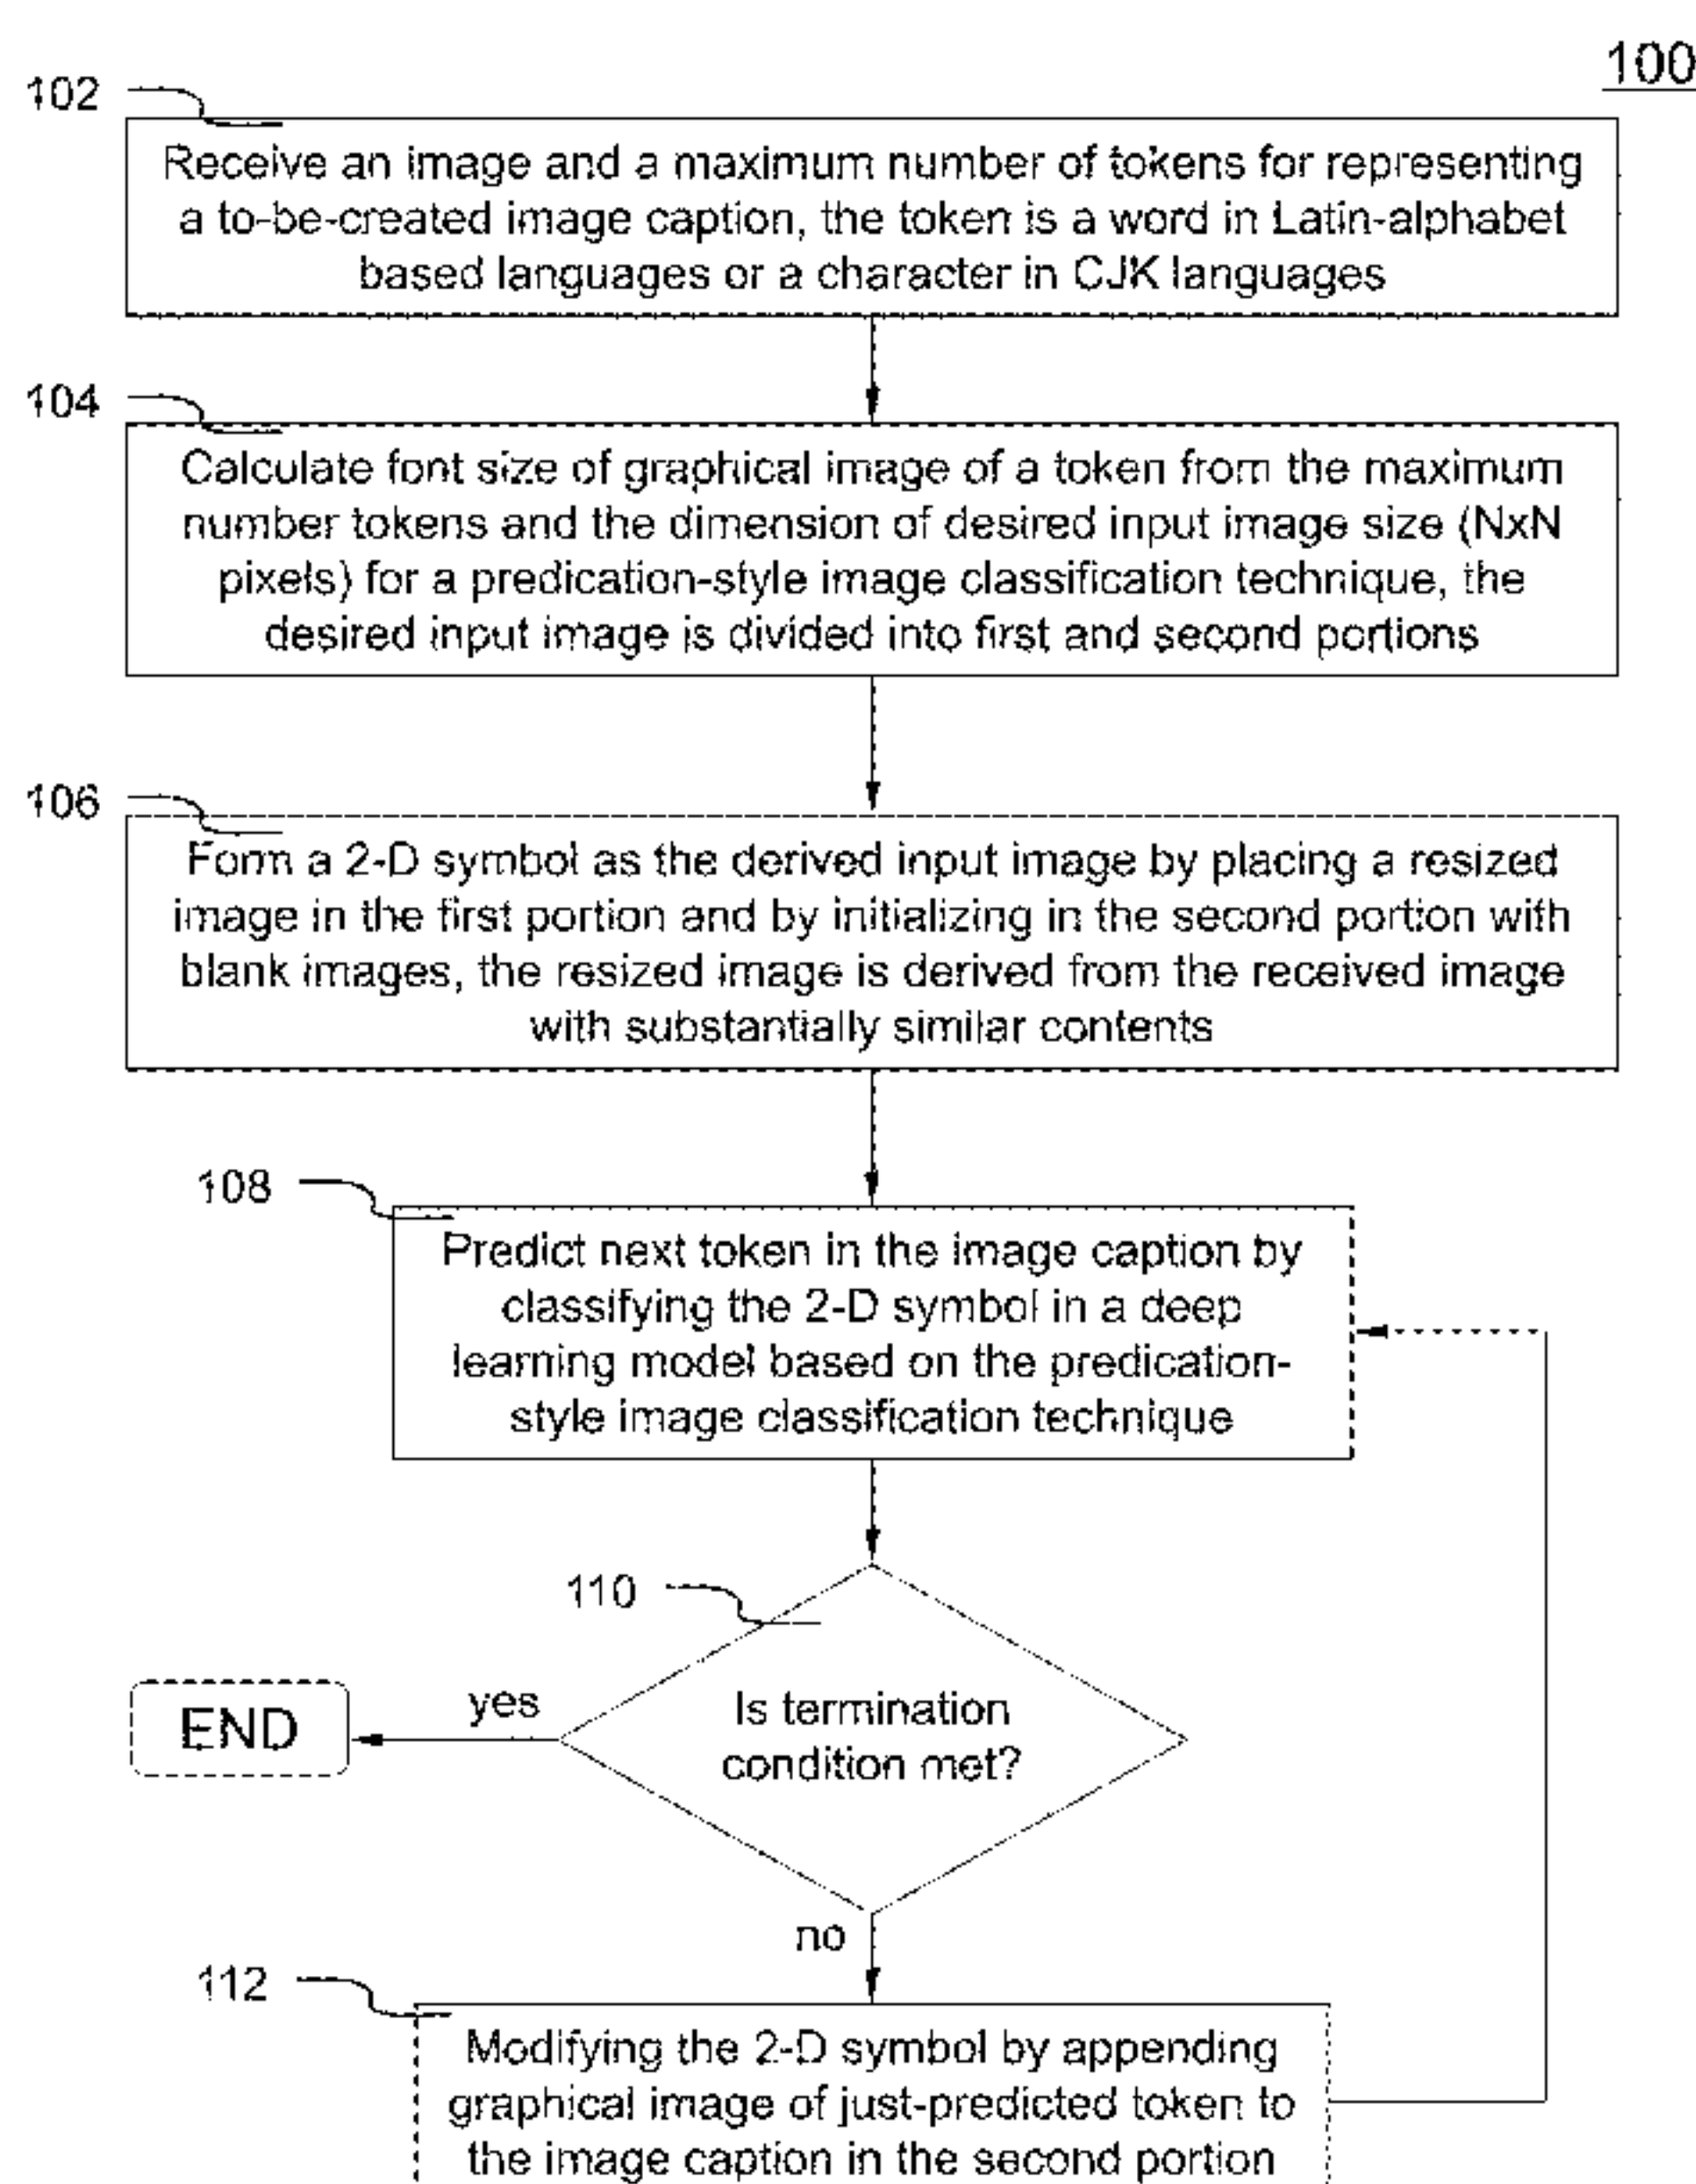 100
102
Receive an image and a maximum number of tokens for representing
a to-be-created image caption, the token is a word in Latin-alphabet
based languages or a character in CJK languages
104
Calculate font size of graphical image of a token from the maximum
number tokens and the dimension of desired input image size (NxN
pixels) for a predication-style image classification technique, the
desired input image is divided into first and second portions
106
Form a 2-D symbol as the derived input image by placing a resized
image in the first portion and by initializing in the second portion with
blank images, the resized image is derived from the received image
with substantially similar contents
108
Predict next token in the image caption by
classifying the 2-D symbol in a deep
learning model based on the predication-
style image classification technique
110
Is termination
condition met?
yes
END
no
112
Modifying the 2-D symbol by appending
graphical image of just-predicted token to
the image caption in the second portion